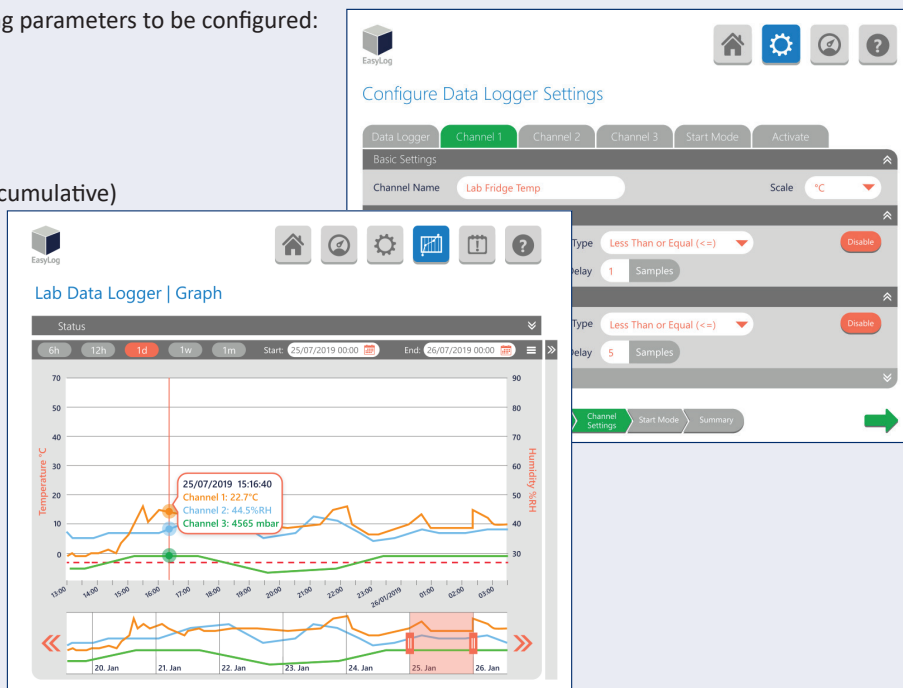 g parameters to be configured:
cumulative)
EasyLog
Configure Data Logger Settings
Data Logger Channel 1 Channel 2 Channel 3 Start Mode Activate
Basic Settings
Channel Name Lab Fridge Temp Scale °C
Type Less Than or Equal (<=) Disable
elay 1 Samples
Type Less Than or Equal (<=) Disable
elay 5 Samples
Channel Settings Start Mode Summary
EasyLog
Lab Data Logger | Graph
Status
6h 12h 1d 1w 1m Start: 25/07/2019 00:00 End: 26/07/2019 00:00
70 90
50 80
40 70
30 60
20 50
10 40
0 30
Temperature °C
Humidity %RH
25/07/2019 15:16:40
Channel 1: 22.7°C
Channel 2: 44.5%RH
Channel 3: 4565 mbar
13:00 14:00 15:00 16:00 17:00 18:00 19:00 20:00 21:00 22:00 23:00 26/01/2019 01:00 02:00 03:00
20. Jan 21. Jan 22. Jan 23. Jan 24. Jan 25. Jan 26. Jan